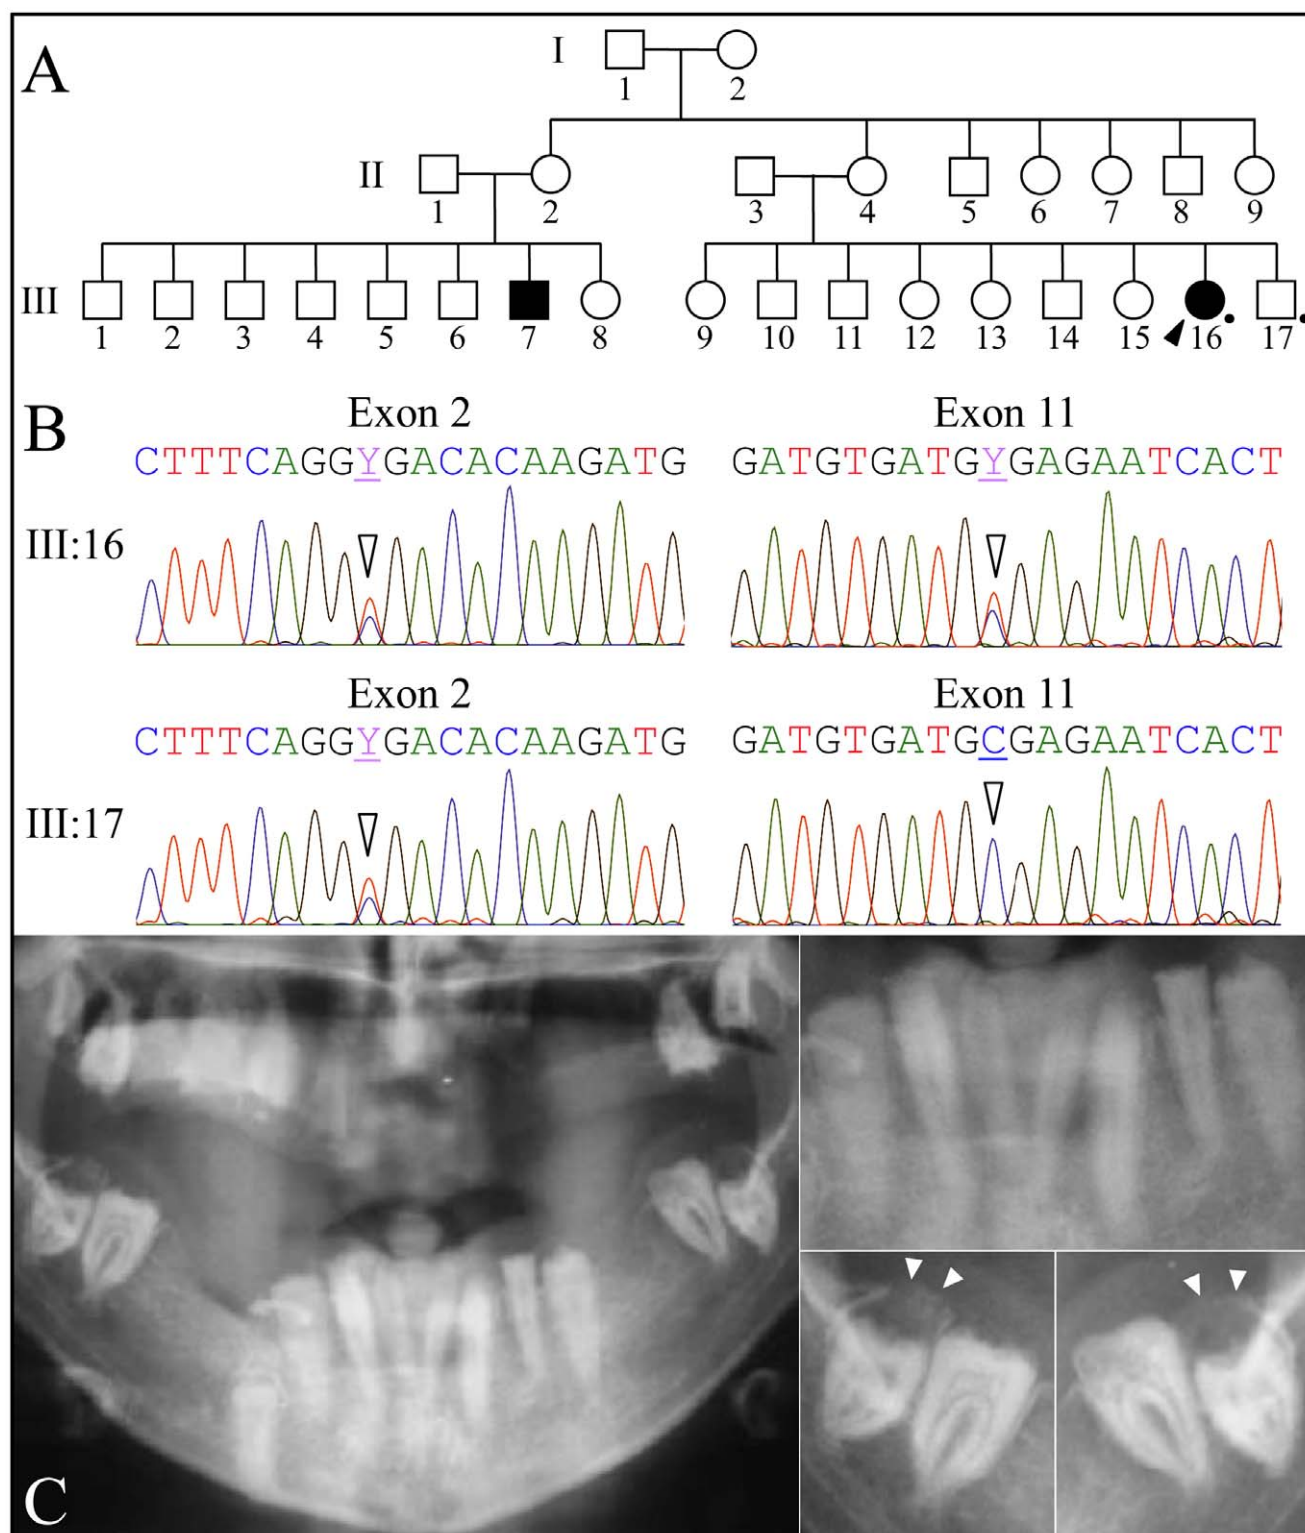 A
I
1 2
II
1 2 3 4 5 6 7 8 9
III
1 2 3 4 5 6 7 8 9 10 11 12 13 14 15 16 17
B
Exon 2 Exon 11
CTTTCAGGYGACACAAGATG GATGTGATGYGAGAATCACT
III:16
Exon 2 Exon 11
CTTTCAGGYGACACAAGATG GATGTGATGCGAGAATCACT
III:17
C